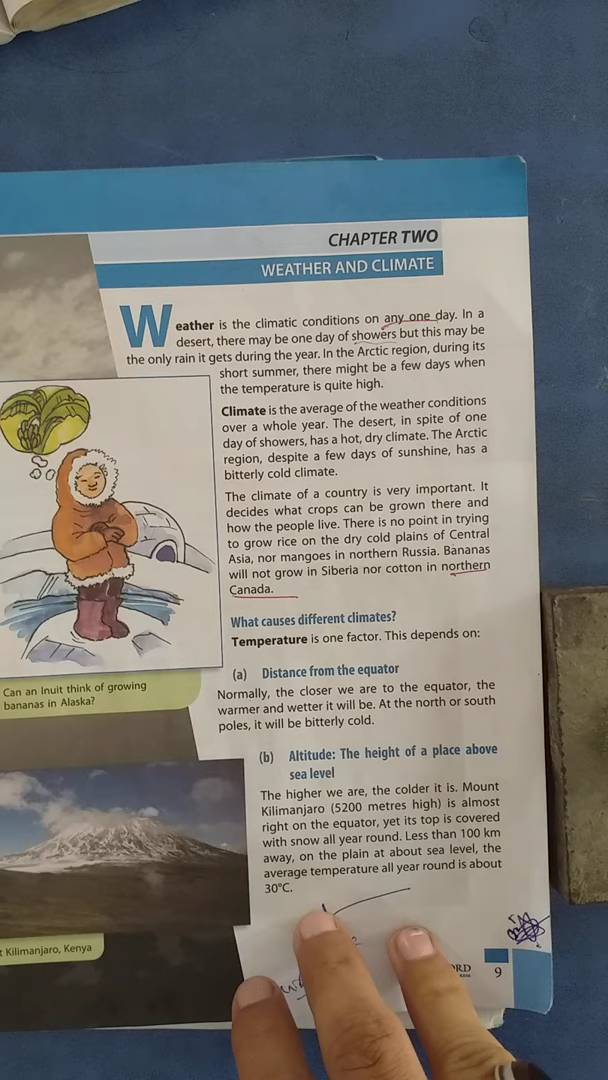 CHAPTER TWO
WEATHER AND CLIMATE
Weather is the climatic conditions on any one day. In a
desert, there may be one day of showers but this may be
the only rain it gets during the year. In the Arctic region, during its
short summer, there might be a few days when
the temperature is quite high.
Climate is the average of the weather conditions
over a whole year. The desert, in spite of one
day of showers, has a hot, dry climate. The Arctic
region, despite a few days of sunshine, has a
bitterly cold climate.
The climate of a country is very important. It
decides what crops can be grown there and
how the people live. There is no point in trying
to grow rice on the dry cold plains of Central
Asia, nor mangoes in northern Russia. Bananas
will not grow in Siberia nor cotton in northern
Canada.
Can an Inuit think of growing
bananas in Alaska?
What causes different climates?
Temperature is one factor. This depends on:
(a) Distance from the equator
Normally, the closer we are to the equator, the
warmer and wetter it will be. At the north or south
poles, it will be bitterly cold.
(b) Altitude: The height of a place above
sea level
The higher we are, the colder it is. Mount
Kilimanjaro (5200 metres high) is almost
right on the equator, yet its top is covered
with snow all year round. Less than 100 km
away, on the plain at about sea level, the
average temperature all year round is about
30°C.
t Kilimanjaro, Kenya
ORD
9